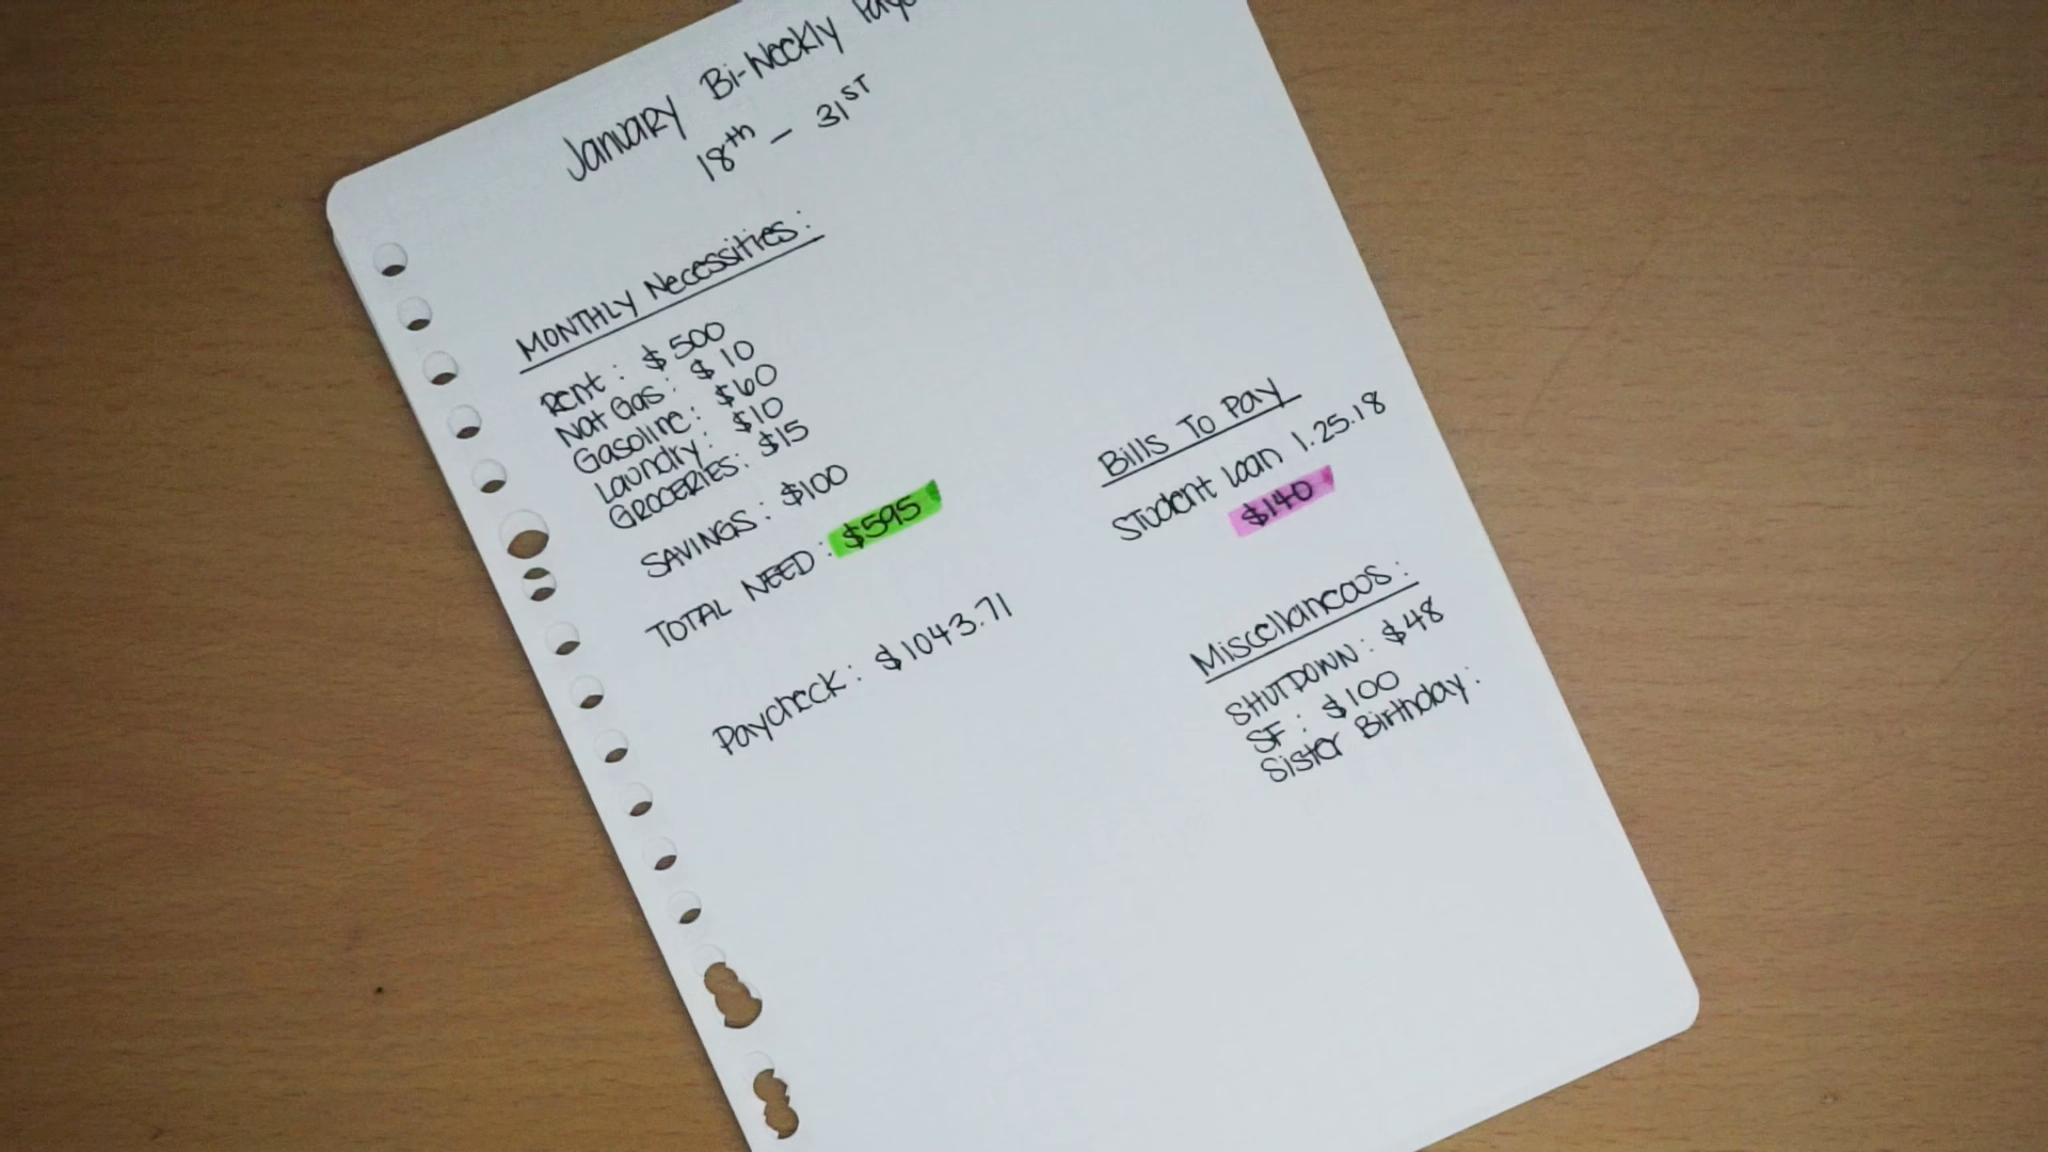 January Bi-Weekly
18th – 31ST
MONTHLY Necessities:
Rent: $500
Nat Gas: $10
Gasoline: $60
Laundry: $10
GROCERIES: $15
SAVINGS: $100
TOTAL NEED: $595
Paycheck: $1043.71
Bills To Pay
Student Loan 1.25.18
$140
Miscellaneous:
SHUTDOWN: $48
SF: $100
Sister Birthday: